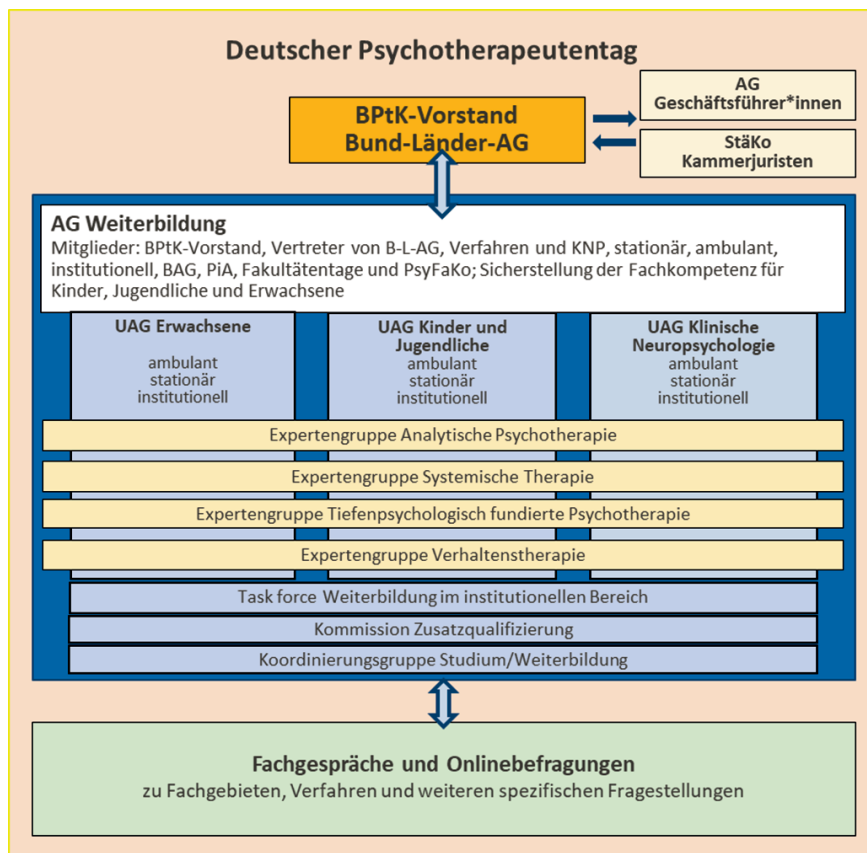 Deutscher Psychotherapeutentag
BPtK-Vorstand
Bund-Länder-AG
AG
Geschäftsführer*innen
StäKo
Kammerjuristen
AG Weiterbildung
Mitglieder: BPtK-Vorstand, Vertreter von B-L-AG, Verfahren und KNP, stationär, ambulant,
institutionell, BAG, PiA, Fakultätentage und PsyFaKo; Sicherstellung der Fachkompetenz für
Kinder, Jugendliche und Erwachsene
UAG Erwachsene
ambulant
stationär
institutionell
UAG Kinder und
Jugendliche
ambulant
stationär
institutionell
UAG Klinische
Neuropsychologie
ambulant
stationär
institutionell
Expertengruppe Analytische Psychotherapie
Expertengruppe Systemische Therapie
Expertengruppe Tiefenpsychologisch fundierte Psychotherapie
Expertengruppe Verhaltenstherapie
Task force Weiterbildung im institutionellen Bereich
Kommission Zusatzqualifizierung
Koordinierungsgruppe Studium/Weiterbildung
Fachgespräche und Onlinebefragungen
zu Fachgebieten, Verfahren und weiteren spezifischen Fragestellungen